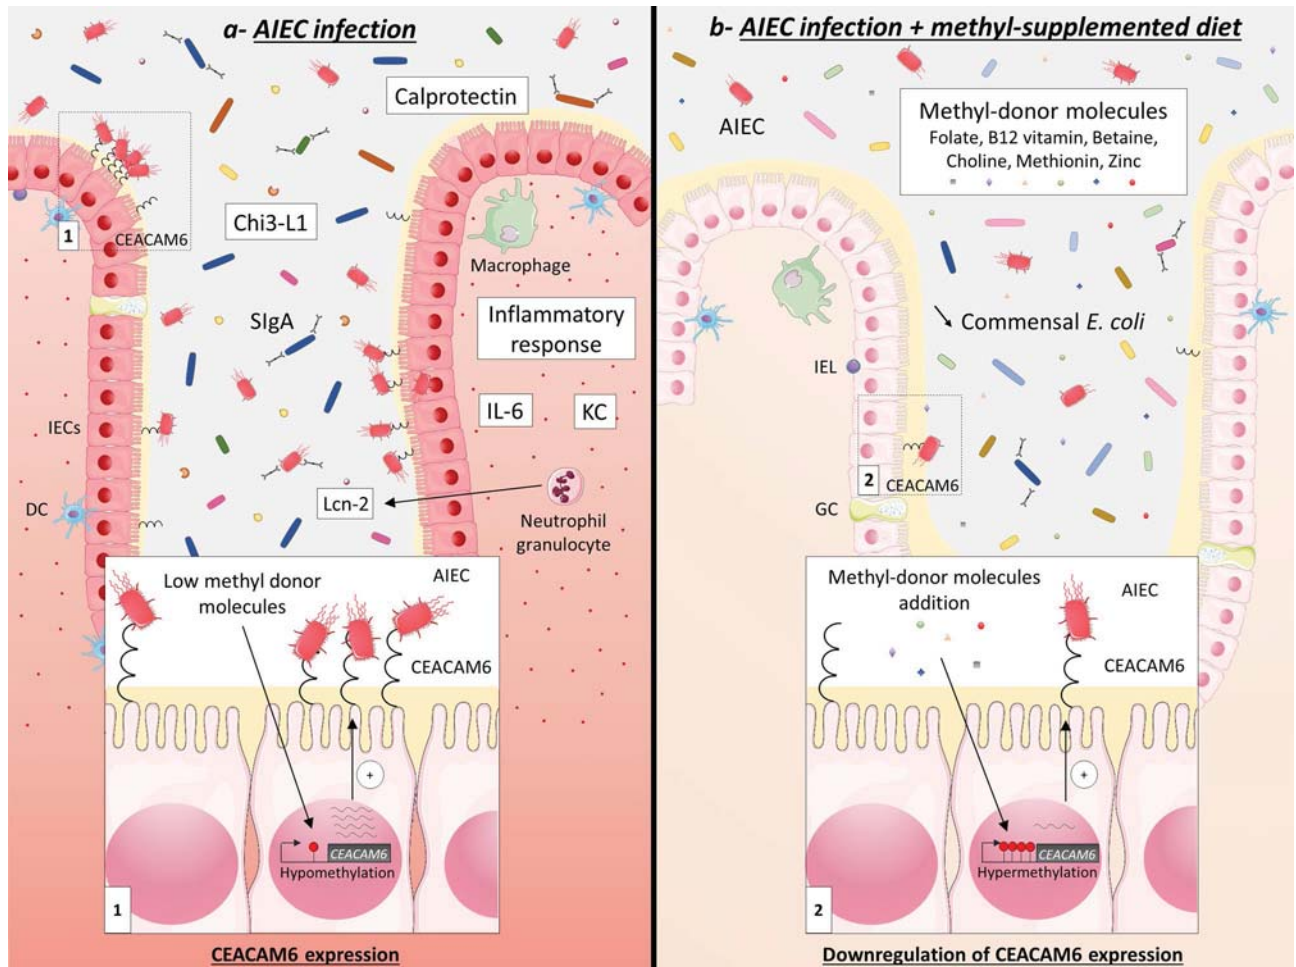 a- AIEC infection
Calprotectin
1
CEACAM6
Chi3-L1
Macrophage
SIgA
Inflammatory
response
IL-6
KC
IECs
DC
Lcn-2
Neutrophil
granulocyte
Low methyl donor
molecules
AIEC
CEACAM6
+
CEACAM6
Hypomethylation
1
CEACAM6 expression
b- AIEC infection + methyl-supplemented diet
AIEC
Methyl-donor molecules
Folate, B12 vitamin, Betaine,
Choline, Methionin, Zinc
Commensal E. coli
IEL
2
CEACAM6
GC
Methyl-donor molecules
addition
AIEC
CEACAM6
+
CEACAM6
Hypermethylation
2
Downregulation of CEACAM6 expression